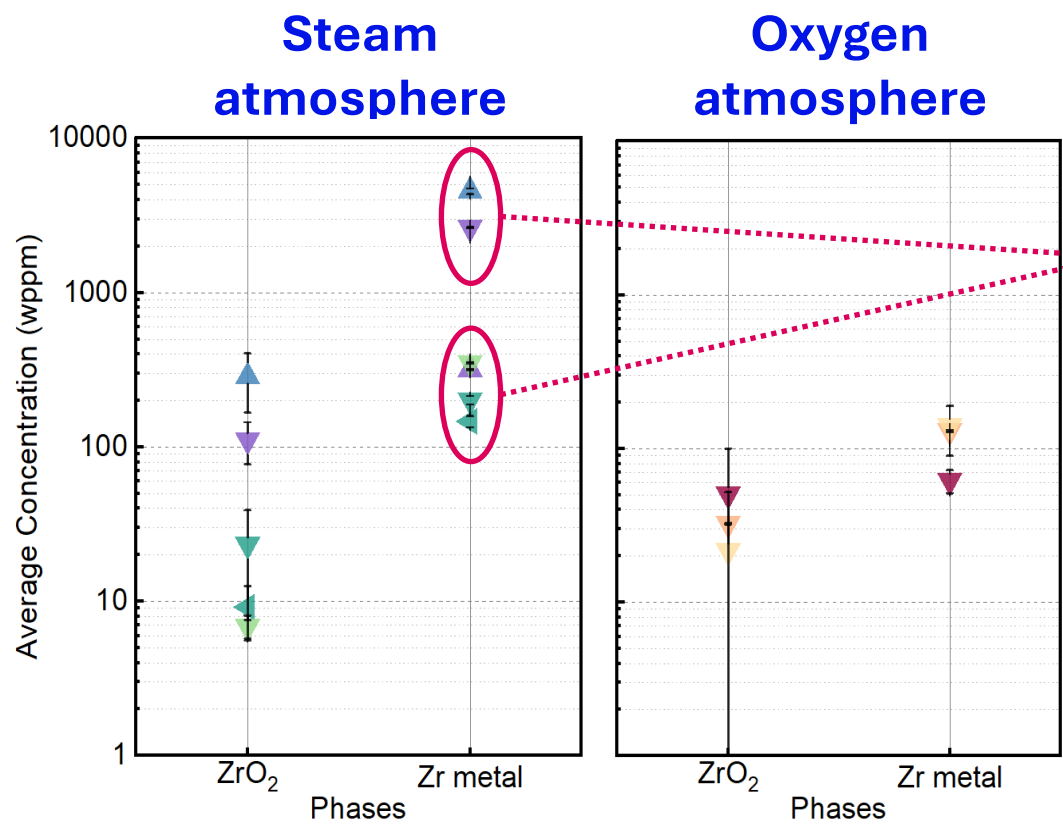 Steam
atmosphere
Oxygen
atmosphere
Average Concentration (wppm)
10000
1000
100
10
1
ZrO₂
Zr metal
Phases
ZrO₂
Zr metal
Phases